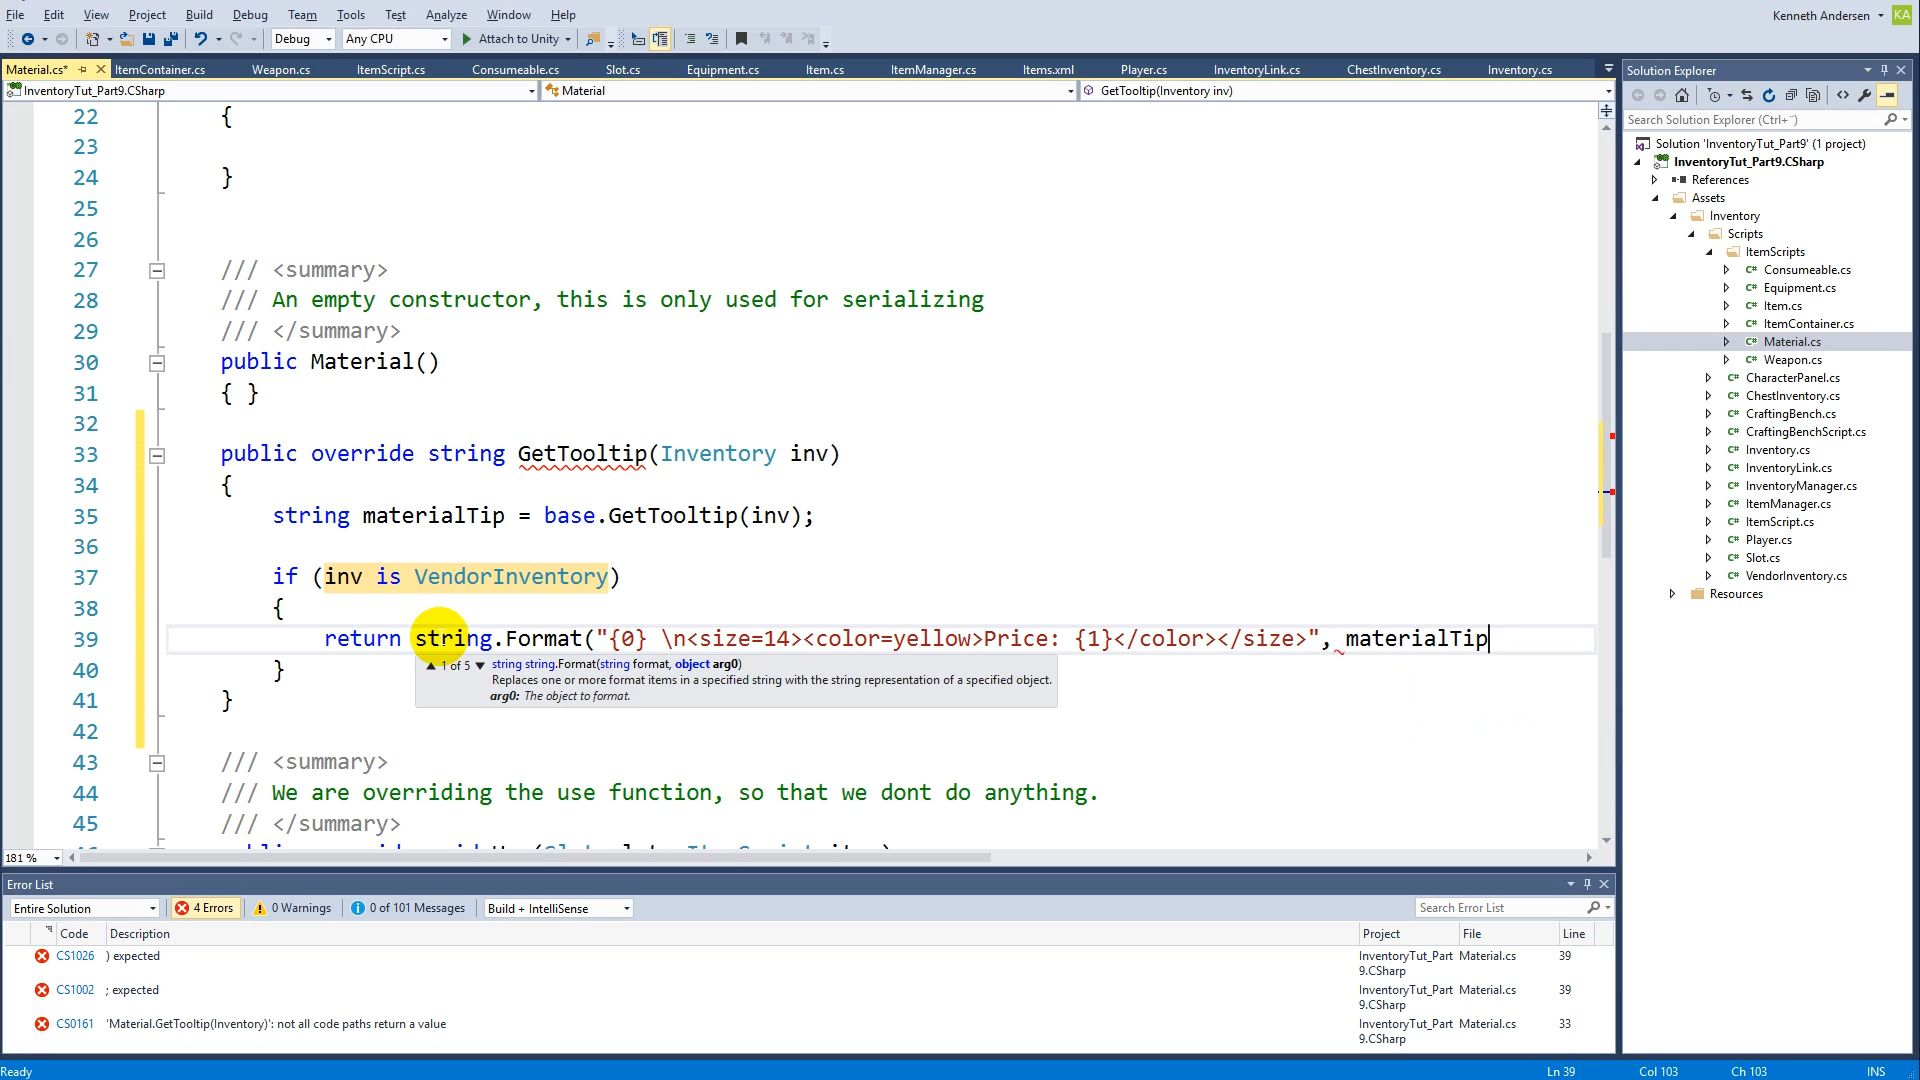 File Edit View Project Build Debug Team Tools Test Analyze Window Help
Kenneth Andersen KA
Debug Any CPU Attach to Unity
Material.cs* ItemContainer.cs Weapon.cs ItemScript.cs Consumeable.cs Slot.cs Equipment.cs Item.cs ItemManager.cs Items.xml Player.cs InventoryLink.cs ChestInventory.cs Inventory.cs
InventoryTut_Part9.CSharp Material GetTooltip(Inventory inv)
22 {
23
24 }
25
26
27 /// <summary>
28 /// An empty constructor, this is only used for serializing
29 /// </summary>
30 public Material()
31 { }
32
33 public override string GetTooltip(Inventory inv)
34 {
35 string materialTip = base.GetTooltip(inv);
36
37 if (inv is VendorInventory)
38 {
39 return string.Format("{0} \n<size=14><color=yellow>Price: {1}</color></size>", materialTip
40 }
41 }
42
43 /// <summary>
44 /// We are overriding the use function, so that we dont do anything.
45 /// </summary>
1 of 5 string string.Format(string format, object arg0)
Replaces one or more format items in a specified string with the string representation of a specified object.
arg0: The object to format.
181 %
Solution Explorer
Search Solution Explorer (Ctrl+¨)
Solution 'InventoryTut_Part9' (1 project)
InventoryTut_Part9.CSharp
References
Assets
Inventory
Scripts
ItemScripts
C# Consumeable.cs
C# Equipment.cs
C# Item.cs
C# ItemContainer.cs
C# Material.cs
C# Weapon.cs
C# CharacterPanel.cs
C# ChestInventory.cs
C# CraftingBench.cs
C# CraftingBenchScript.cs
C# Inventory.cs
C# InventoryLink.cs
C# InventoryManager.cs
C# ItemManager.cs
C# ItemScript.cs
C# Player.cs
C# Slot.cs
C# VendorInventory.cs
Resources
Error List
Entire Solution 4 Errors 0 Warnings 0 of 101 Messages Build + IntelliSense Search Error List
Code Description Project File Line
CS1026 ) expected InventoryTut_Part Material.cs 39
9.CSharp
CS1002 ; expected InventoryTut_Part Material.cs 39
9.CSharp
CS0161 'Material.GetTooltip(Inventory)': not all code paths return a value InventoryTut_Part Material.cs 33
9.CSharp
Ready Ln 39 Col 103 Ch 103 INS